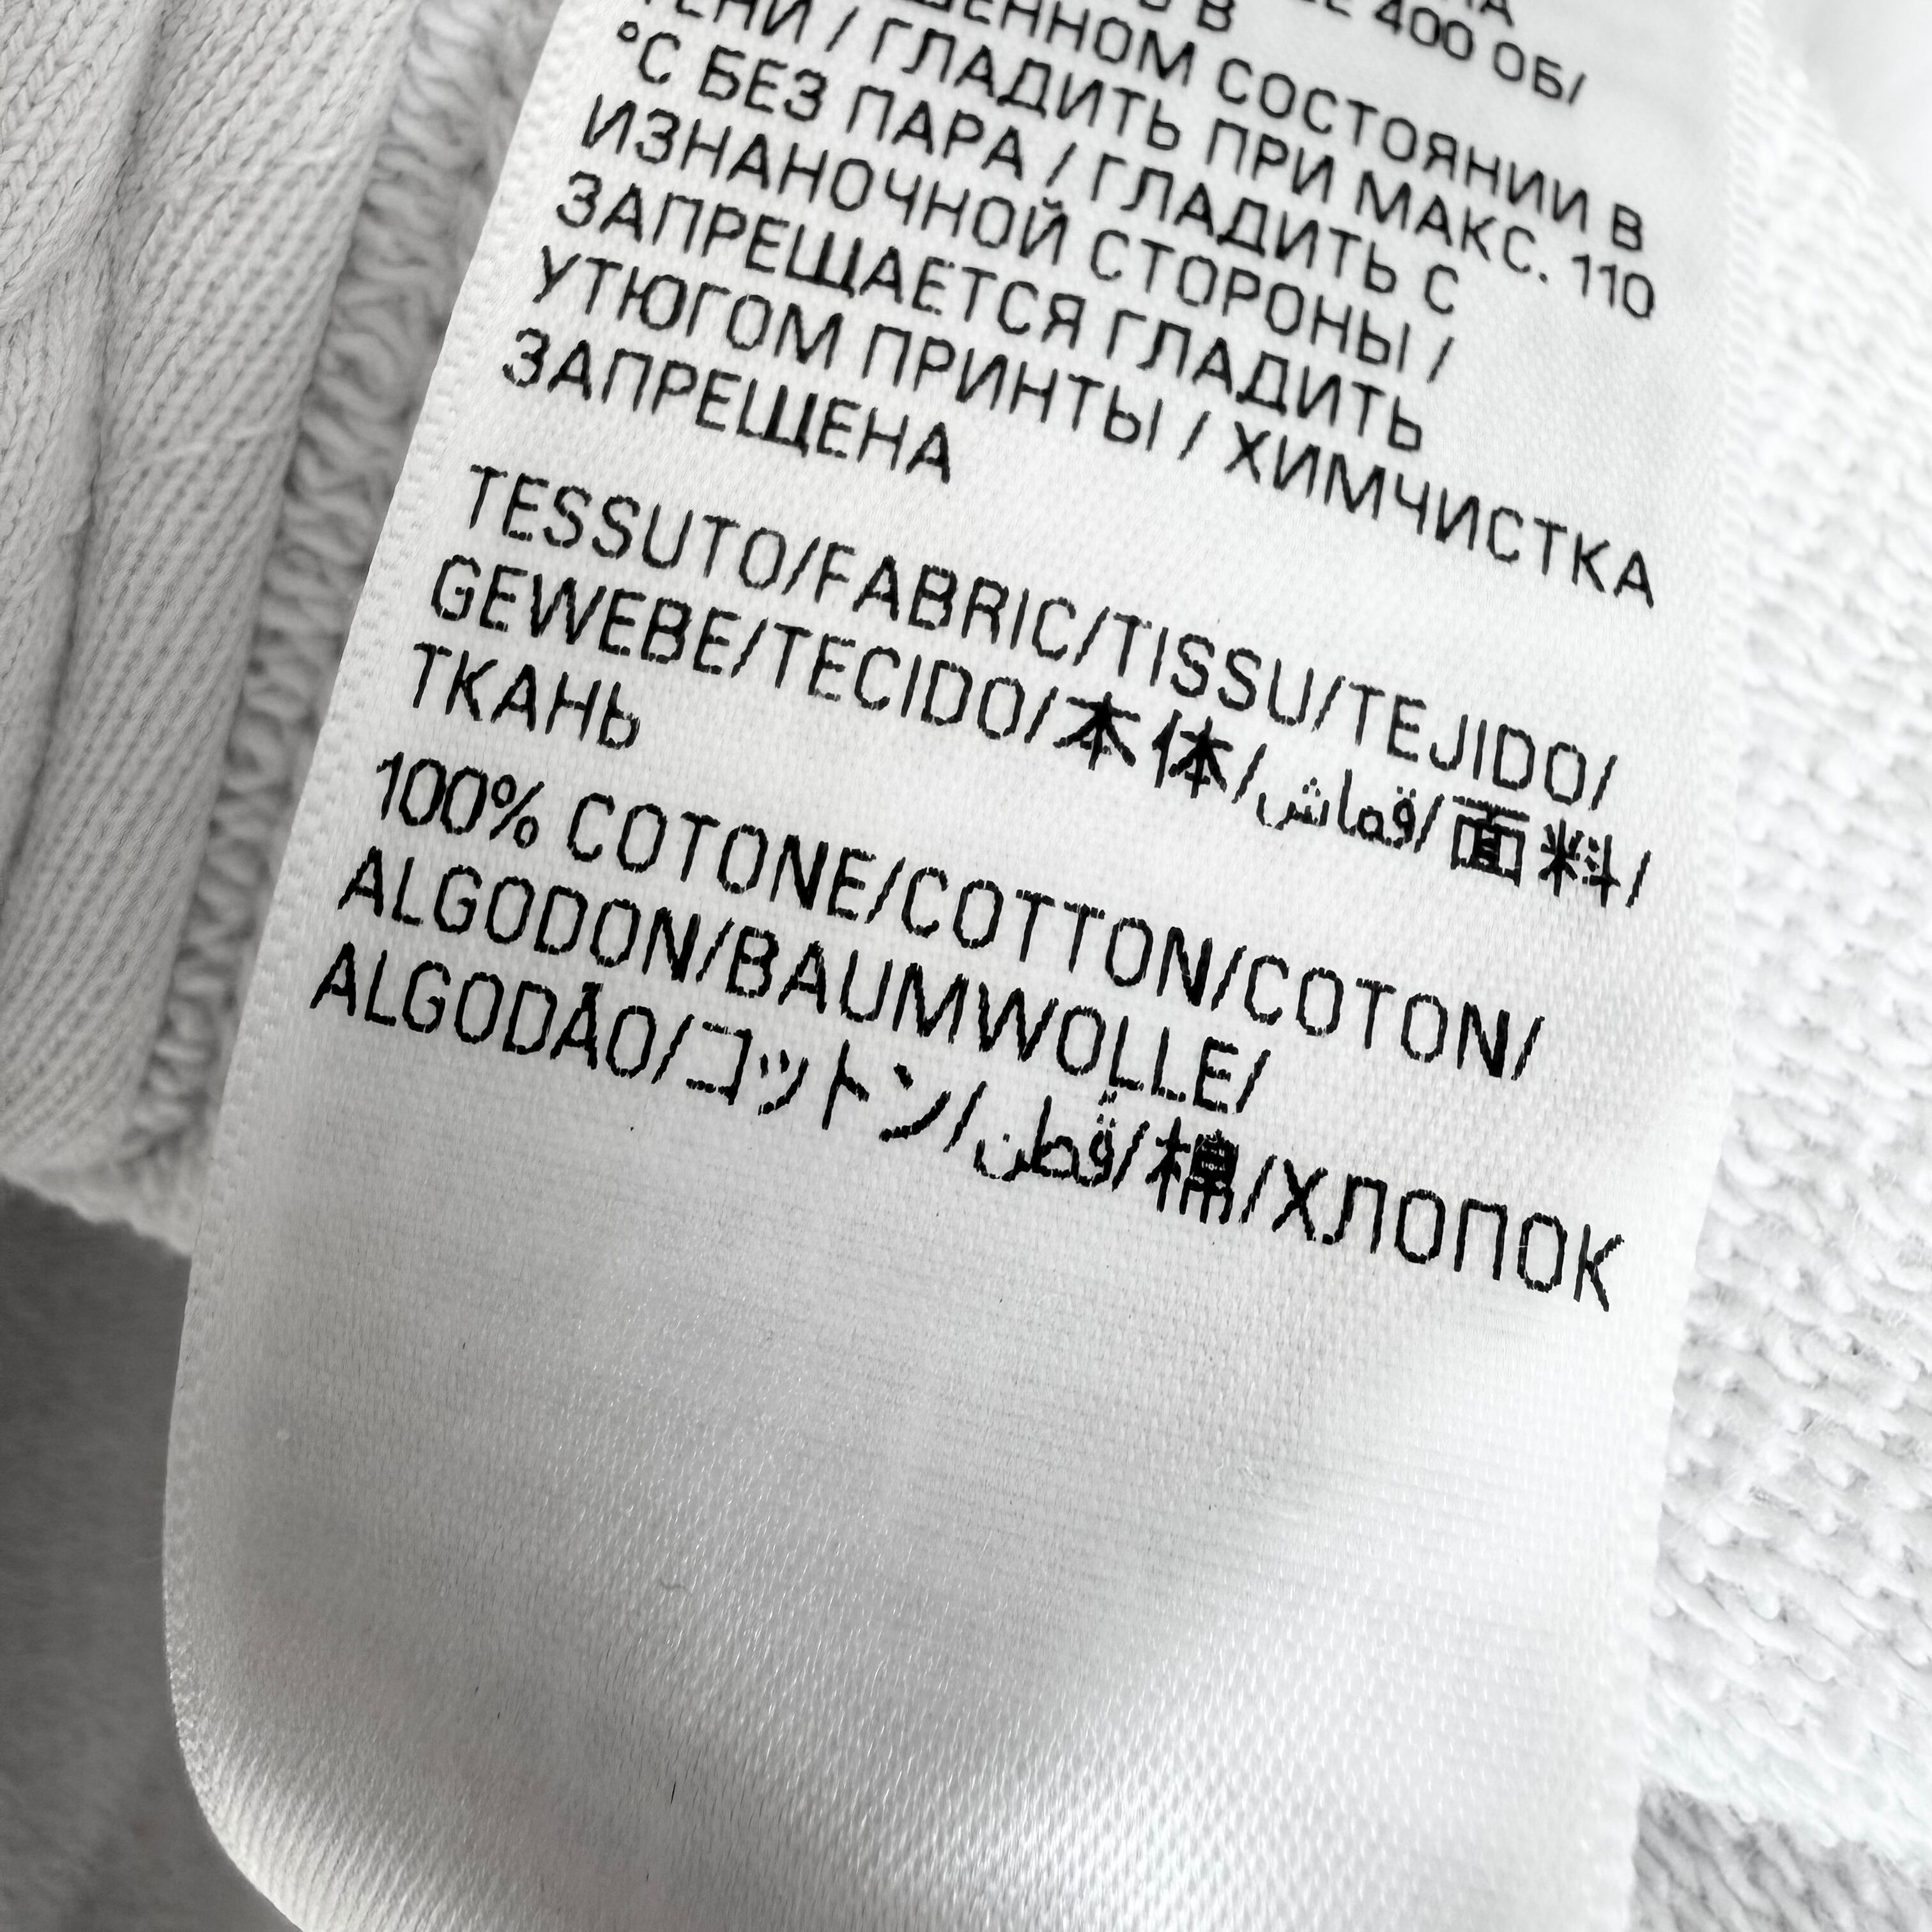 400 ОБ/
СОСТОЯНИИ В
/ ГЛАДИТЬ ПРИ МАКС. 110
°С БЕЗ ПАРА / ГЛАДИТЬ С
ИЗНАНОЧНОЙ СТОРОНЫ /
ЗАПРЕЩАЕТСЯ ГЛАДИТЬ
УТЮГОМ ПРИНТЫ / ХИМЧИСТКА
ЗАПРЕЩЕНА
TESSUTO/FABRIC/TISSU/TEJIDO/
GEWEBE/TECIDO/本体/قماش/面料/
ТКАНЬ
100% COTONE/COTTON/COTON/
ALGODON/BAUMWOLLE/
ALGODÃO/コットン/قطن/棉/ХЛОПОК